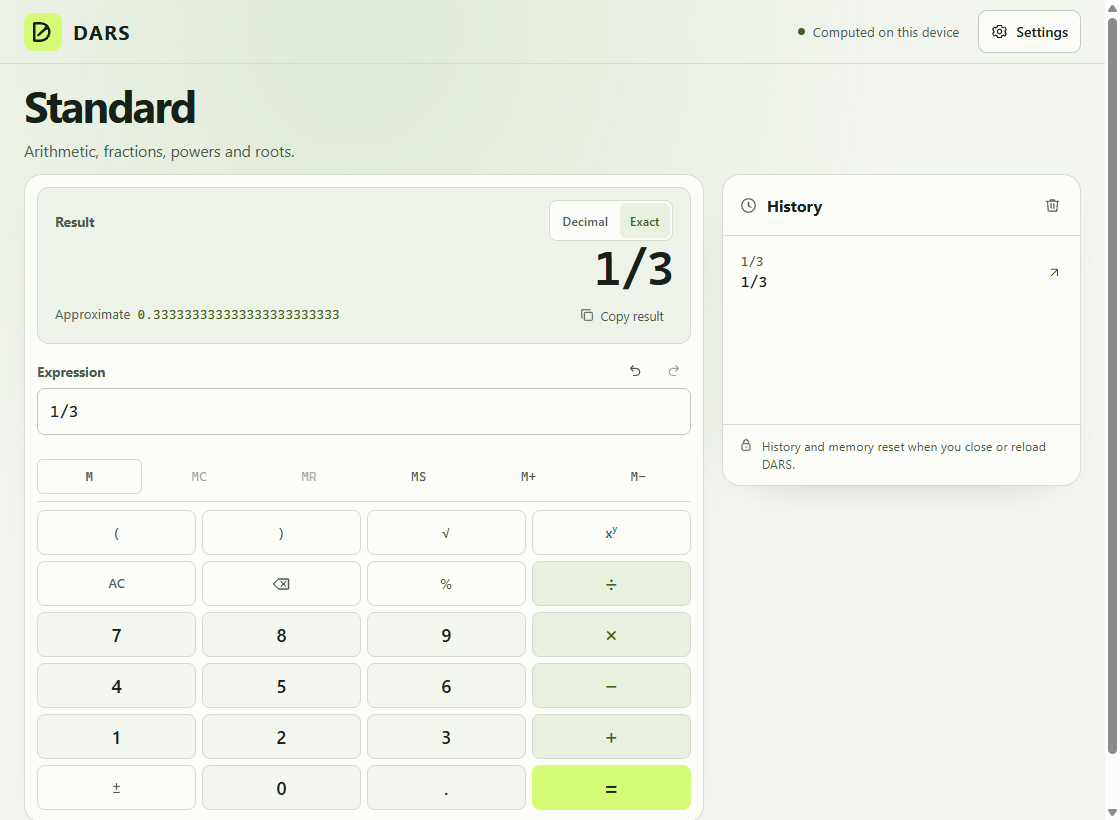 DARS
Computed on this device
Settings
Standard
Arithmetic, fractions, powers and roots.
Result
Decimal
Exact
1/3
Approximate 0.333333333333333333333333
Copy result
Expression
1/3
M
MC
MR
MS
M+
M−
(
)
√
xʸ
AC
%
÷
7
8
9
×
4
5
6
−
1
2
3
+
±
0
.
=
History
1/3
1/3
History and memory reset when you close or reload
DARS.